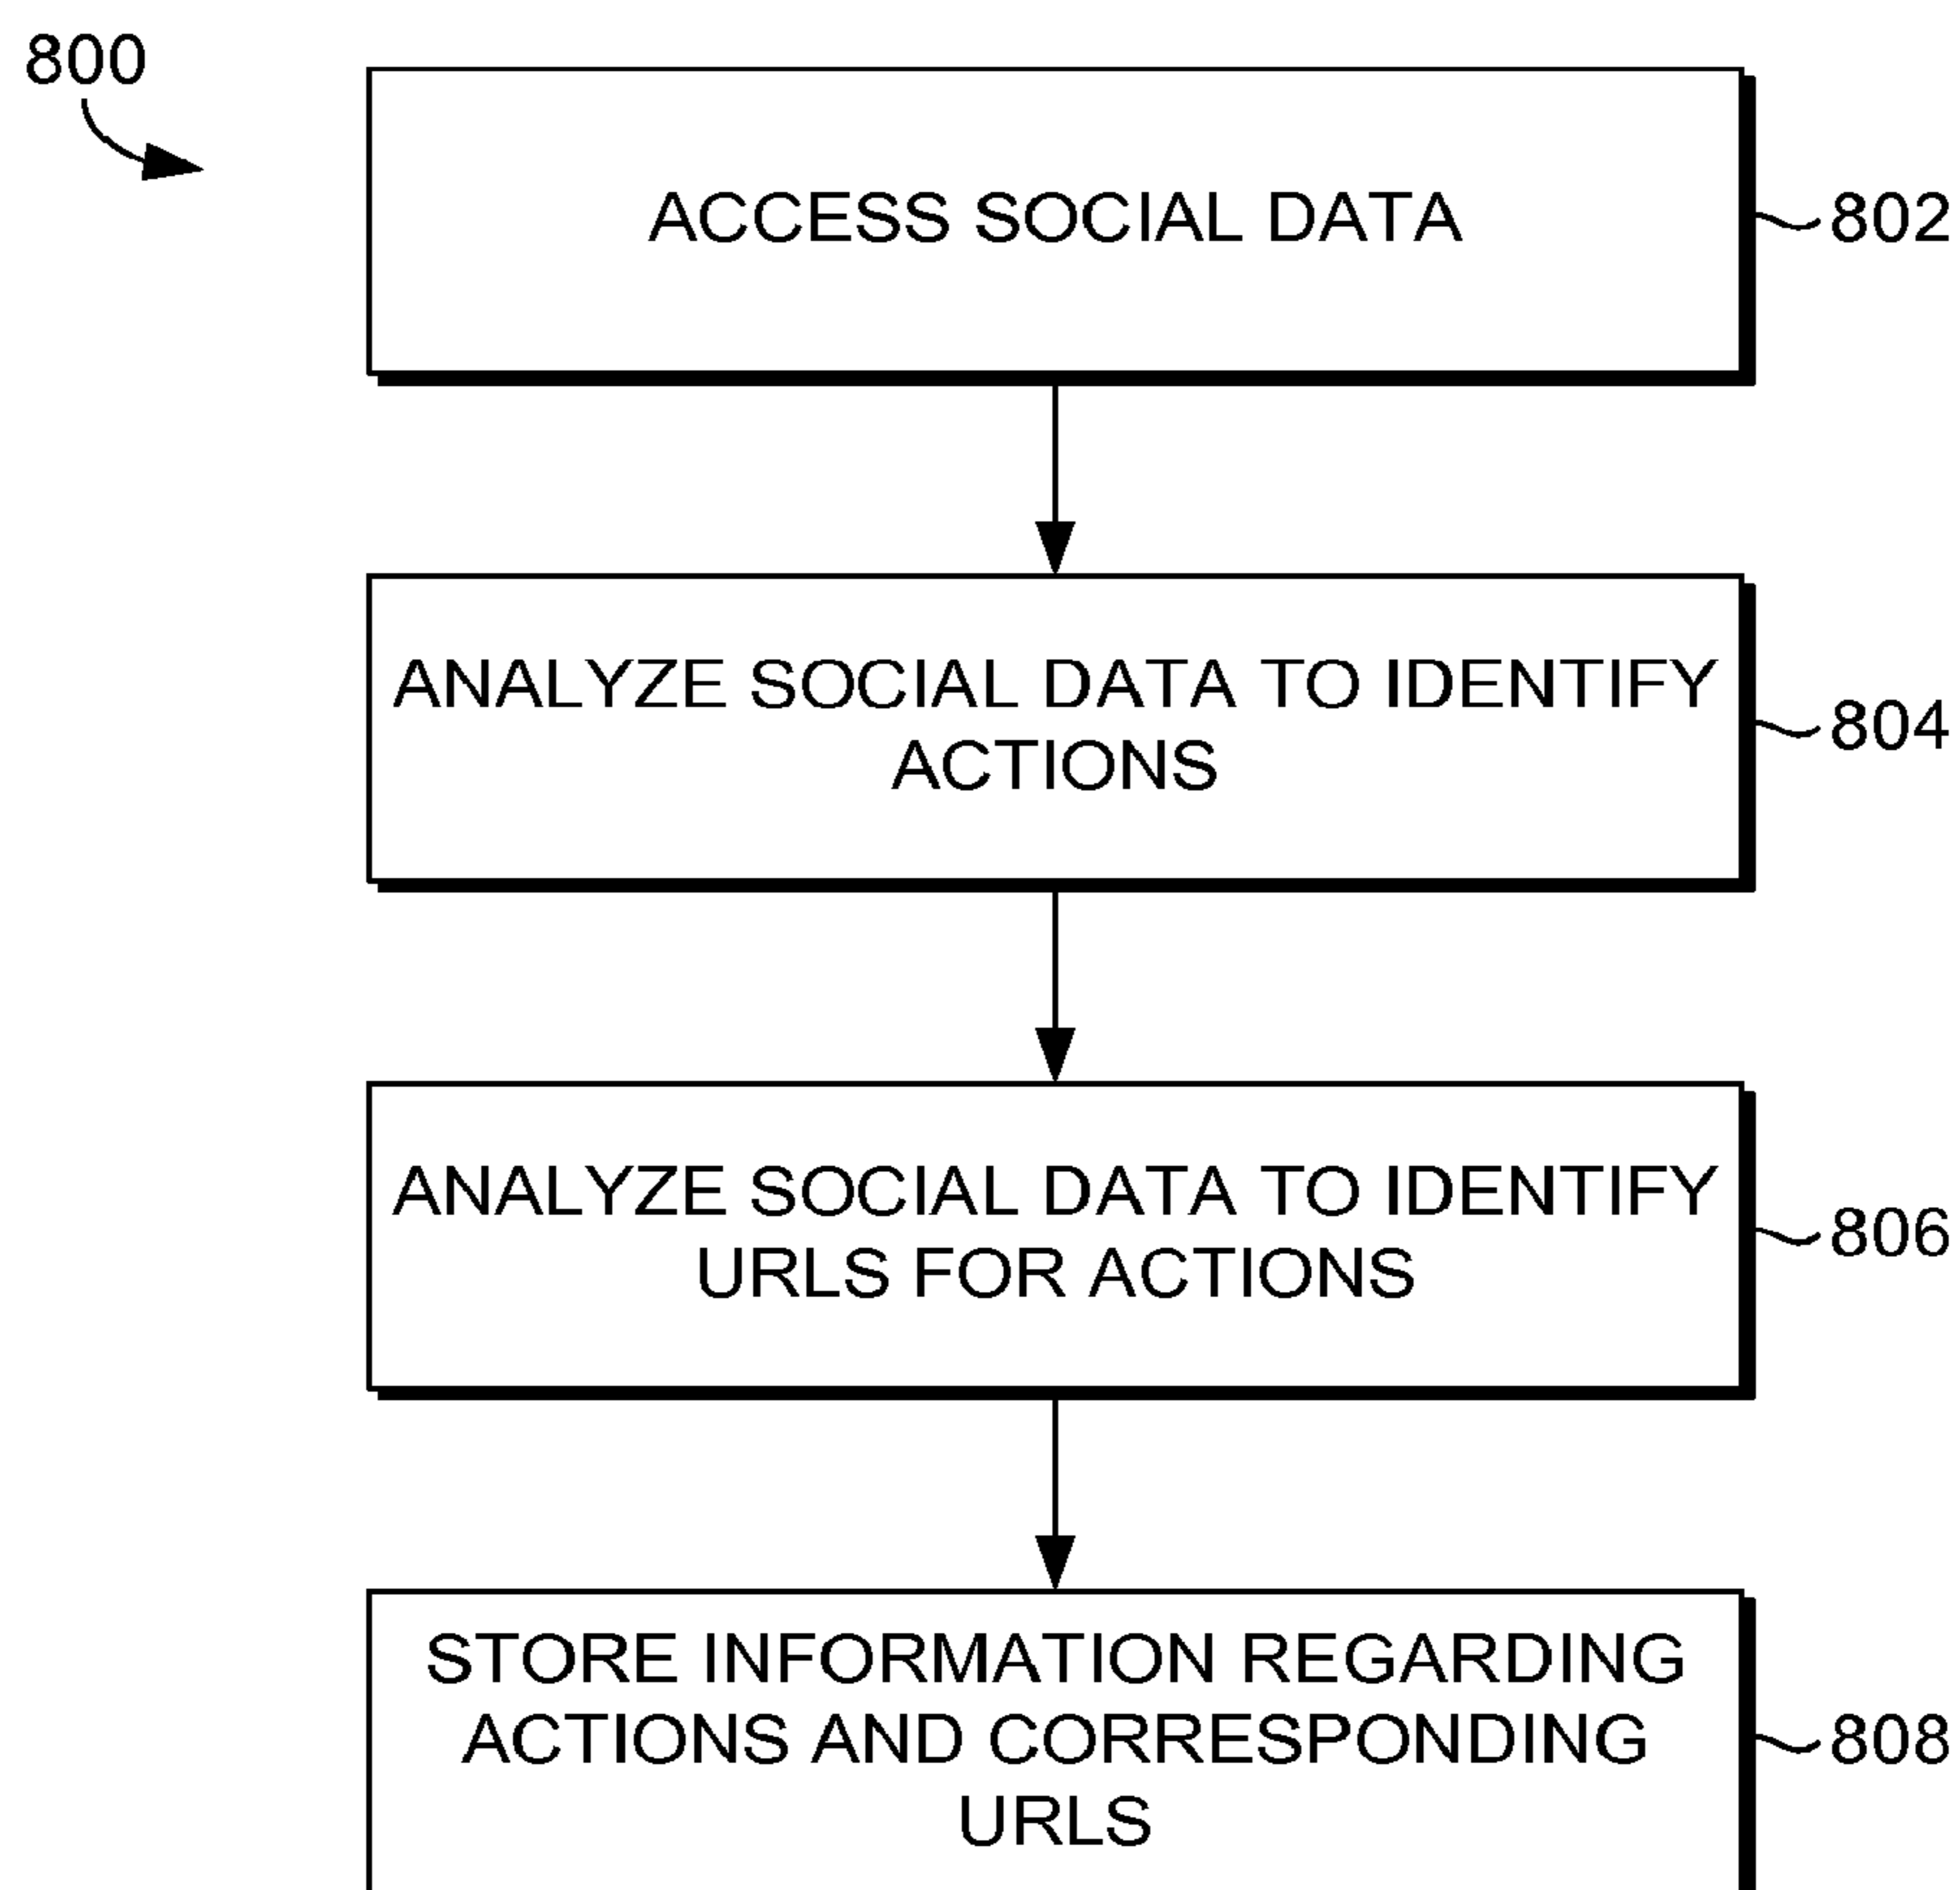 800
ACCESS SOCIAL DATA
802
ANALYZE SOCIAL DATA TO IDENTIFY
ACTIONS
804
ANALYZE SOCIAL DATA TO IDENTIFY
URLS FOR ACTIONS
806
STORE INFORMATION REGARDING
ACTIONS AND CORRESPONDING
URLS
808